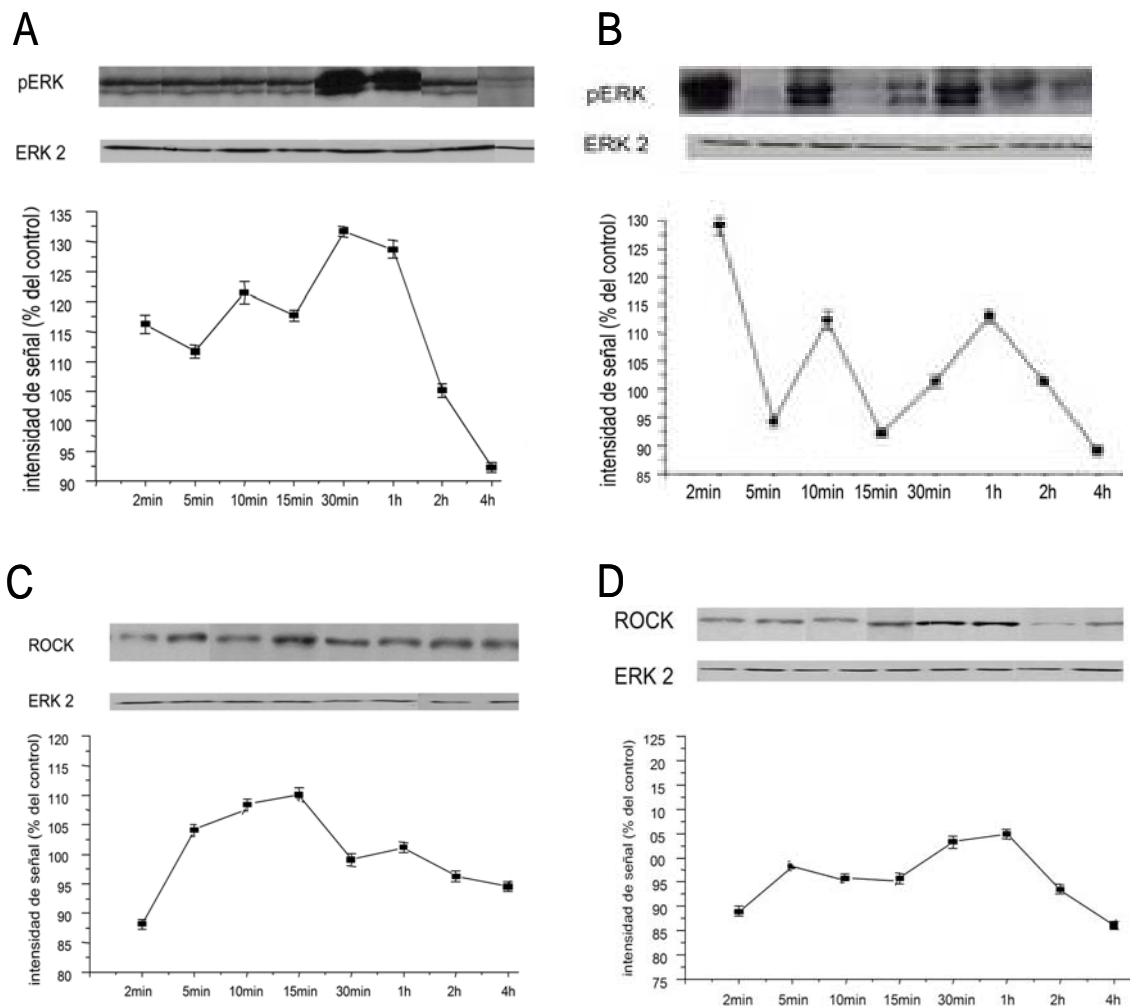 A
pERK
ERK 2
intensidad de señal (% del control)
135
130
125
120
115
110
105
100
95
90
2min 5min 10min 15min 30min 1h 2h 4h
B
pERK
ERK 2
intensidad de señal (% del control)
130
125
120
115
110
105
100
95
90
85
2min 5min 10min 15min 30min 1h 2h 4h
C
ROCK
ERK 2
intensidad de señal (% del control)
120
115
110
105
100
95
90
85
80
2min 5min 10min 15min 30min 1h 2h 4h
D
ROCK
ERK 2
intensidad de señal (% del control)
25
20
15
10
05
00
95
90
85
80
75
2min 5min 10min 15min 30min 1h 2h 4h